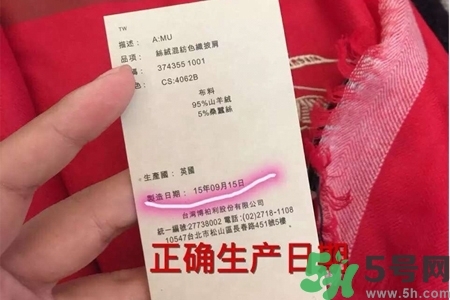 TW
描述: A:MU
品項: 絲絨混紡色織披肩
編 374355 1001
色: CS:4062B
布料
95%山羊絨
5%桑蠶絲
生產國: 英國
製造日期: 15年09月15日
台灣博柏利股份有限公司
統一編號:27738002 電話:(02)2718-1108
10547台北市松山區長春路451號5樓
正确生产日
5号网
www.5h.com